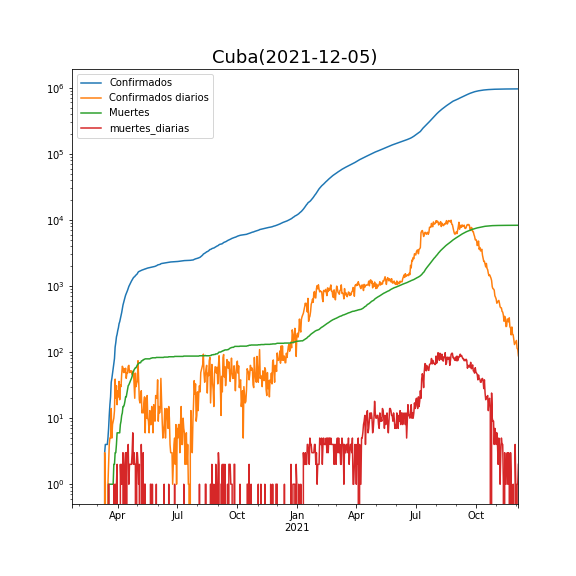 Cuba(2021-12-05)
Confirmados
Confirmados diarios
Muertes
muertes_diarias
10⁶
10⁵
10⁴
10³
10²
10¹
10⁰
Apr Jul Oct Jan Apr Jul Oct
2021